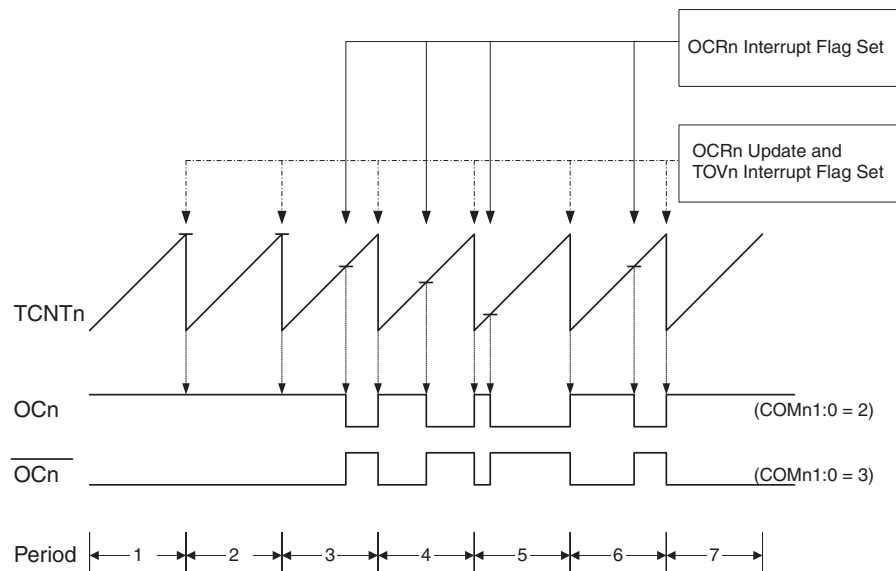 OCRn Interrupt Flag Set
OCRn Update and
TOVn Interrupt Flag Set
TCNTn
OCn
(COMn1:0 = 2)
OCn
(COMn1:0 = 3)
Period 1 2 3 4 5 6 7